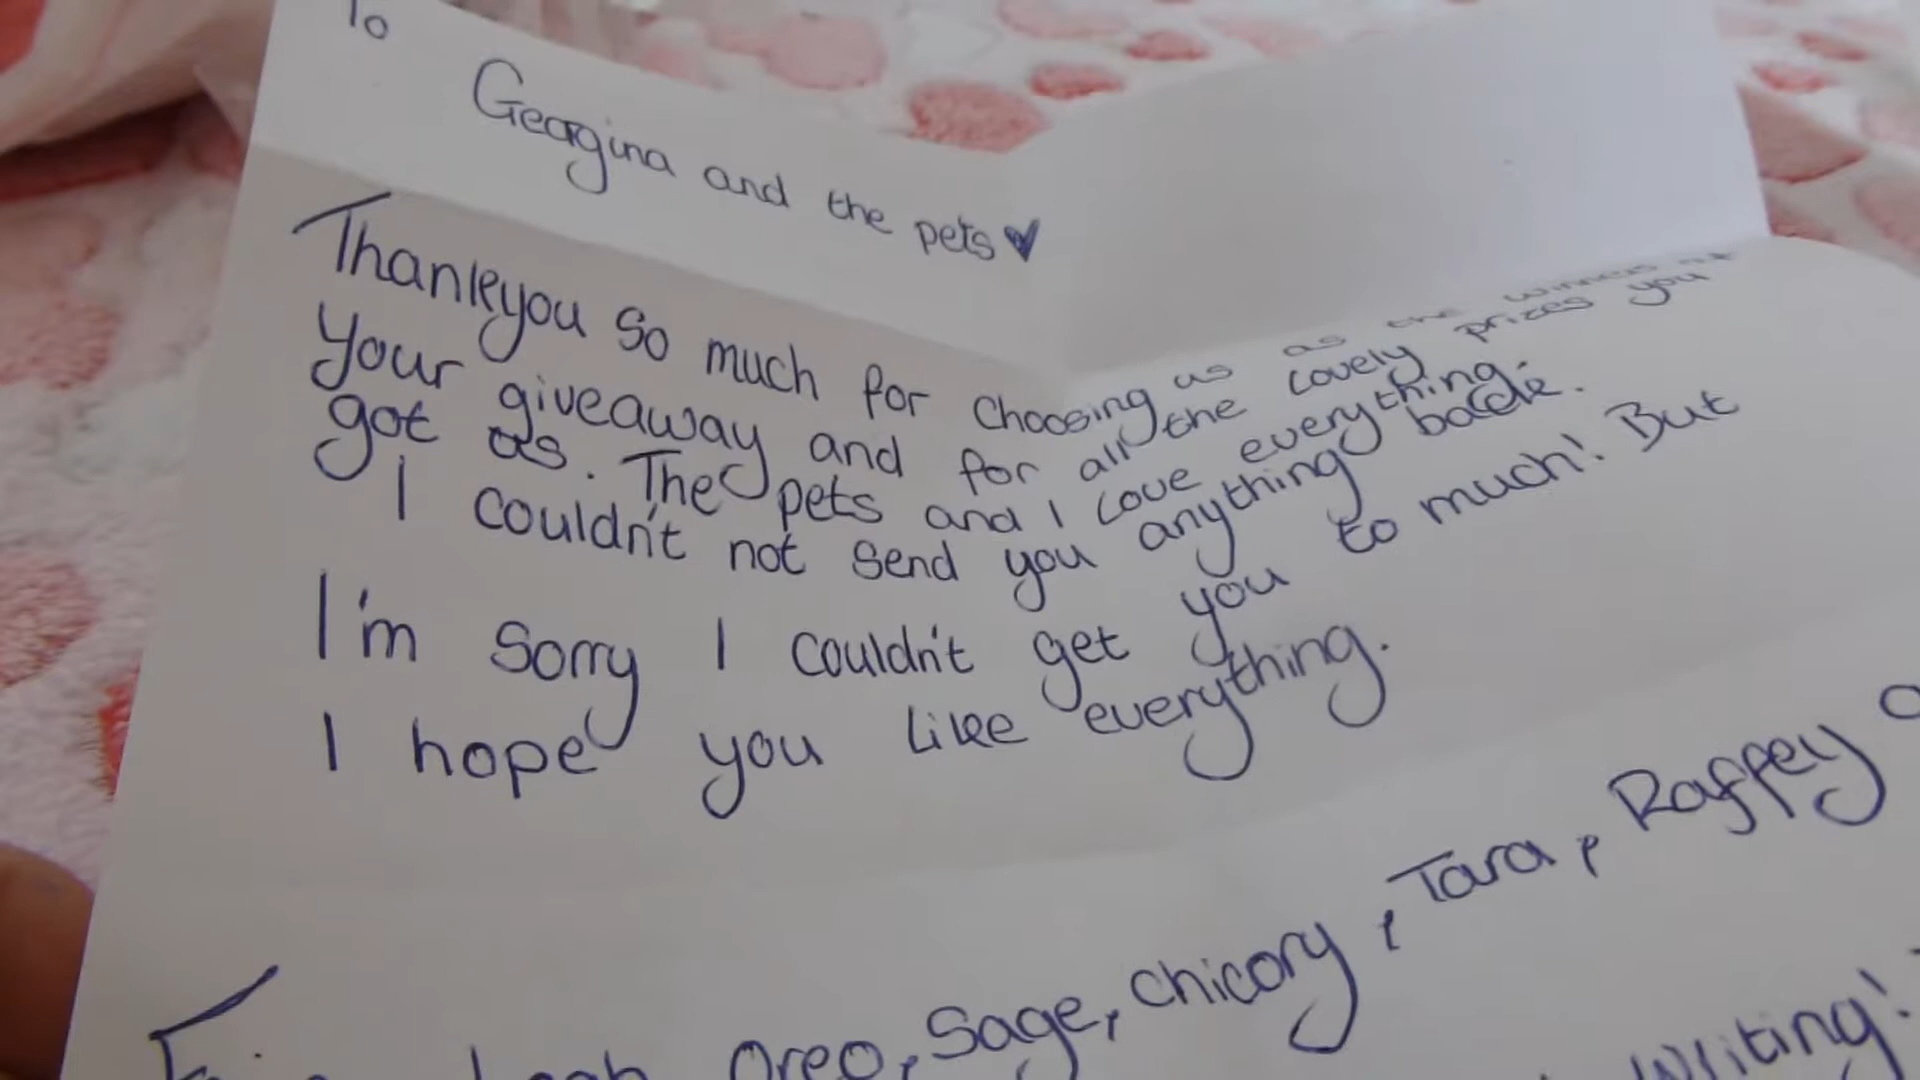 To
Georgina and the pets ♥
Thankyou so much for choosing us as the winners of
your giveaway and for all the lovely prizes you
got us. The pets and I love everything.
I couldn't not send you anything back.
I'm sorry I couldn't get you to much! But
I hope you like everything.
Leah Oreo, Sage, Chicory, Tara, Raffey
Writing!